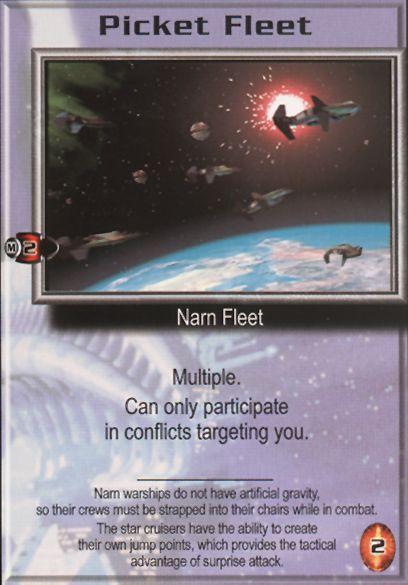 Picket Fleet
M 2
Narn Fleet
Multiple.
Can only participate
in conflicts targeting you.
Narn warships do not have artificial gravity,
so their crews must be strapped into their chairs while in combat.
The star cruisers have the ability to create
their own jump points, which provides the tactical
advantage of surprise attack.
2